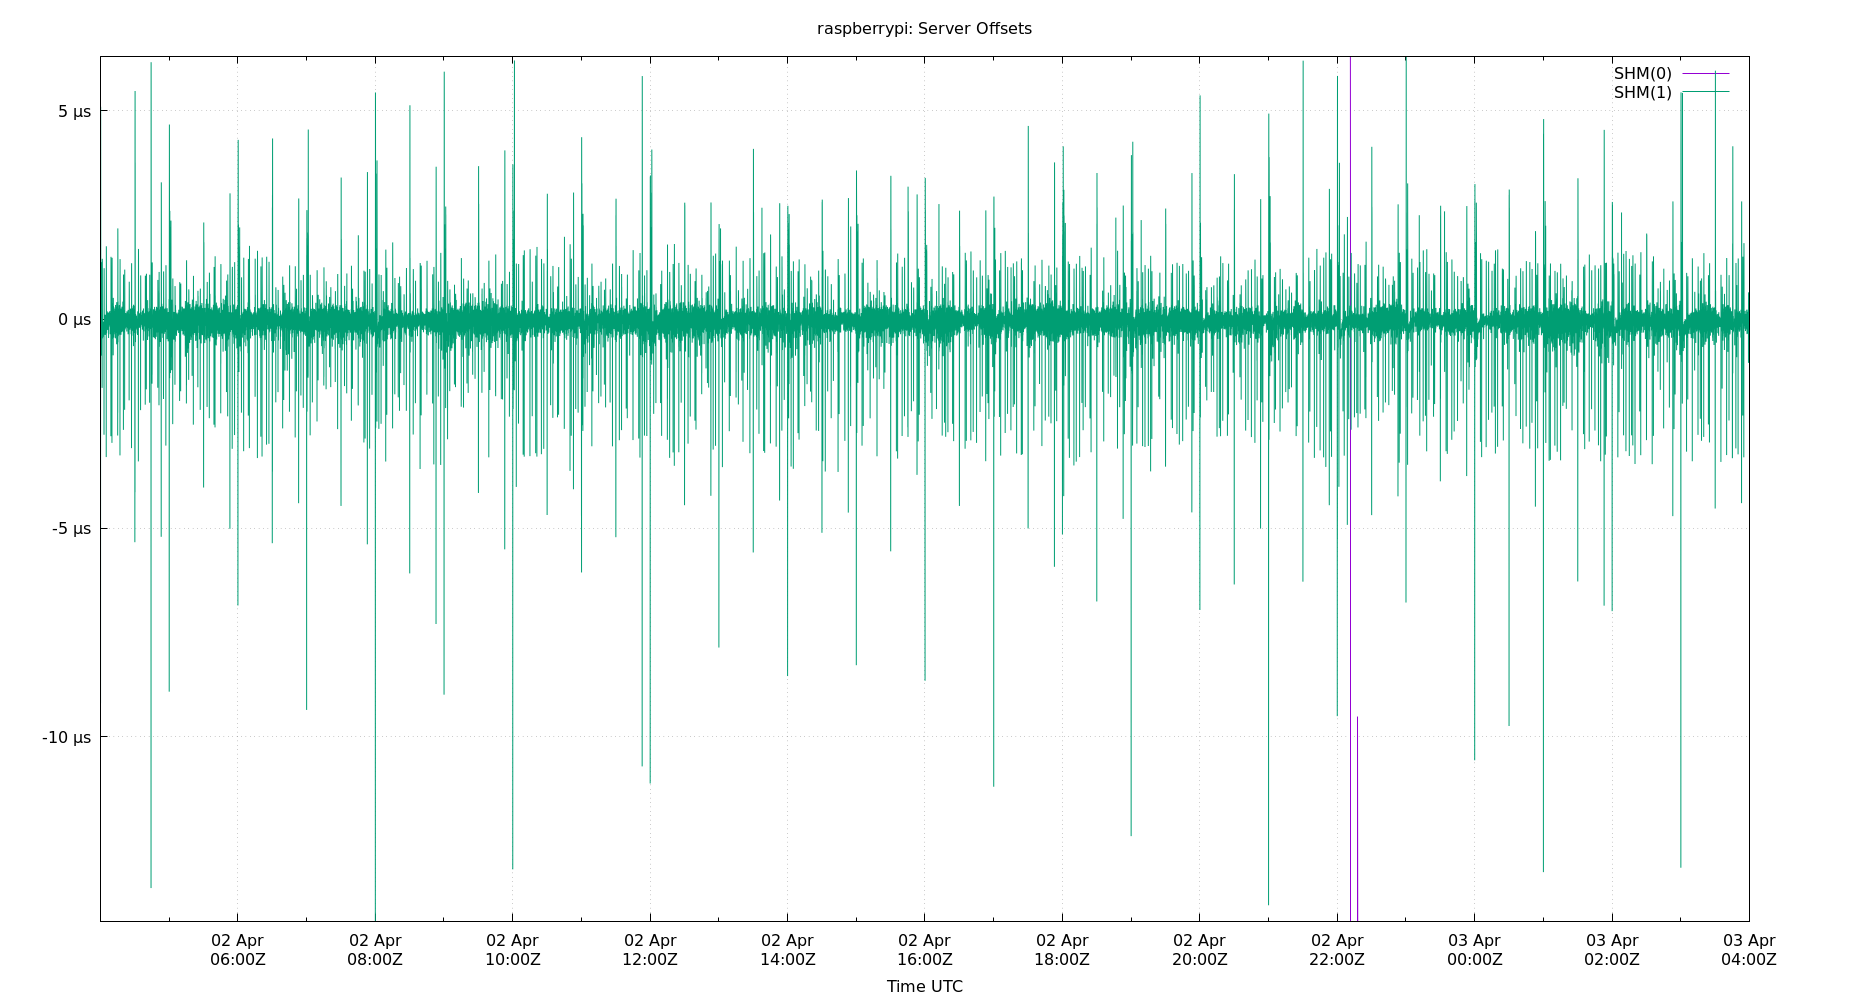 raspberrypi: Server Offsets
SHM(0)
SHM(1)
5 µs
0 µs
-5 µs
-10 µs
02 Apr
06:00Z
02 Apr
08:00Z
02 Apr
10:00Z
02 Apr
12:00Z
02 Apr
14:00Z
02 Apr
16:00Z
02 Apr
18:00Z
02 Apr
20:00Z
02 Apr
22:00Z
03 Apr
00:00Z
03 Apr
02:00Z
03 Apr
04:00Z
Time UTC